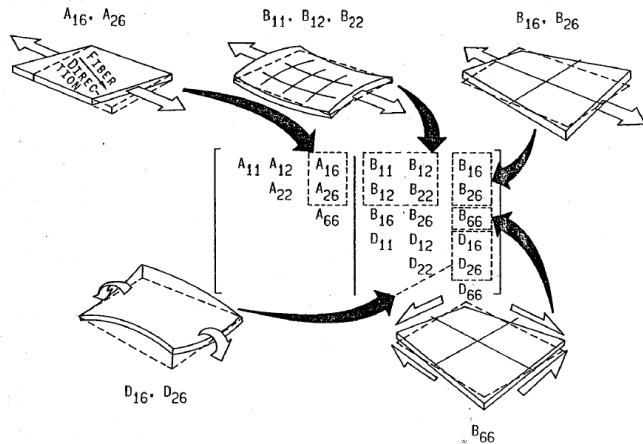 A16, A26
B11, B12, B22
B16, B26
FIBER
DIREC-
TION
A11 A12 A16 B11 B12 B16
A22 A26 B12 B22 B26
A66 B16 B26 B66
D11 D12 D16
D22 D26
D66
D16, D26
B66